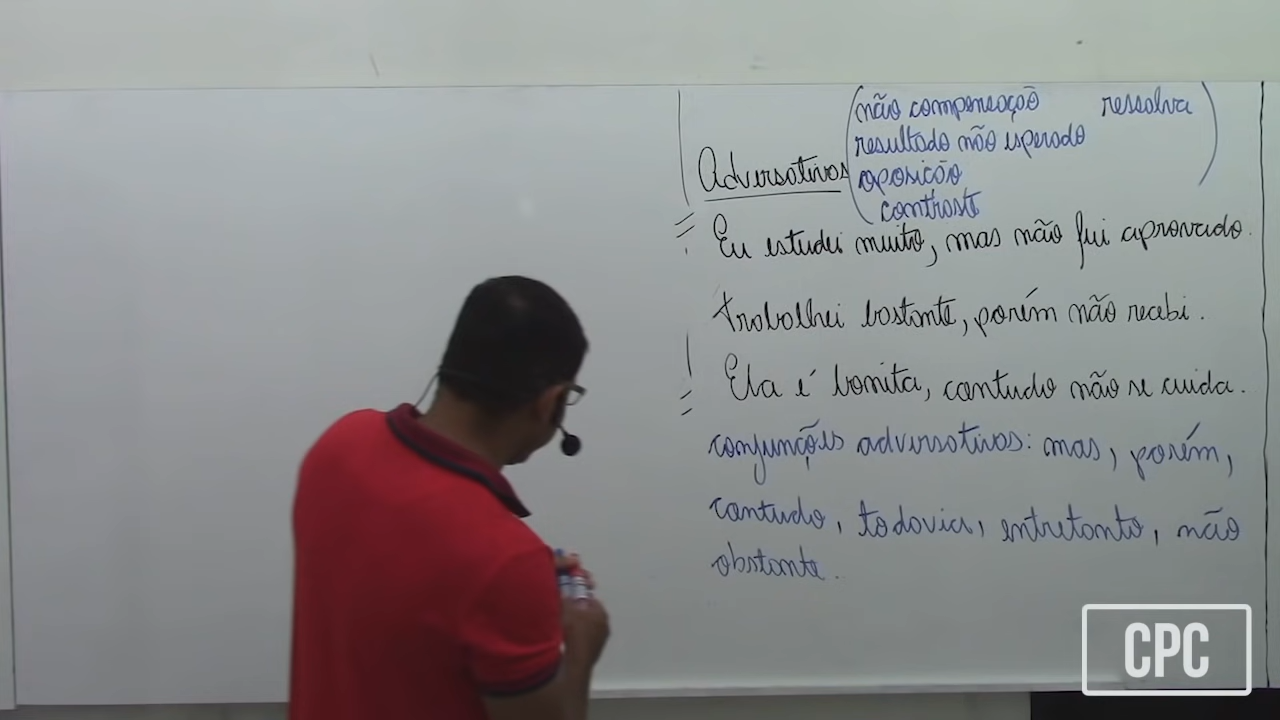 não compensação ressalva
resultado não esperado
Adversativas oposição
contraste
Eu estudei muito, mas não fui aprovado.
trabalhei bastante, porém não recebi.
Ela é bonita, contudo não se cuida.
conjunções adversativas: mas, porém,
contudo, todavia, entretanto, não
obstante.
CPC